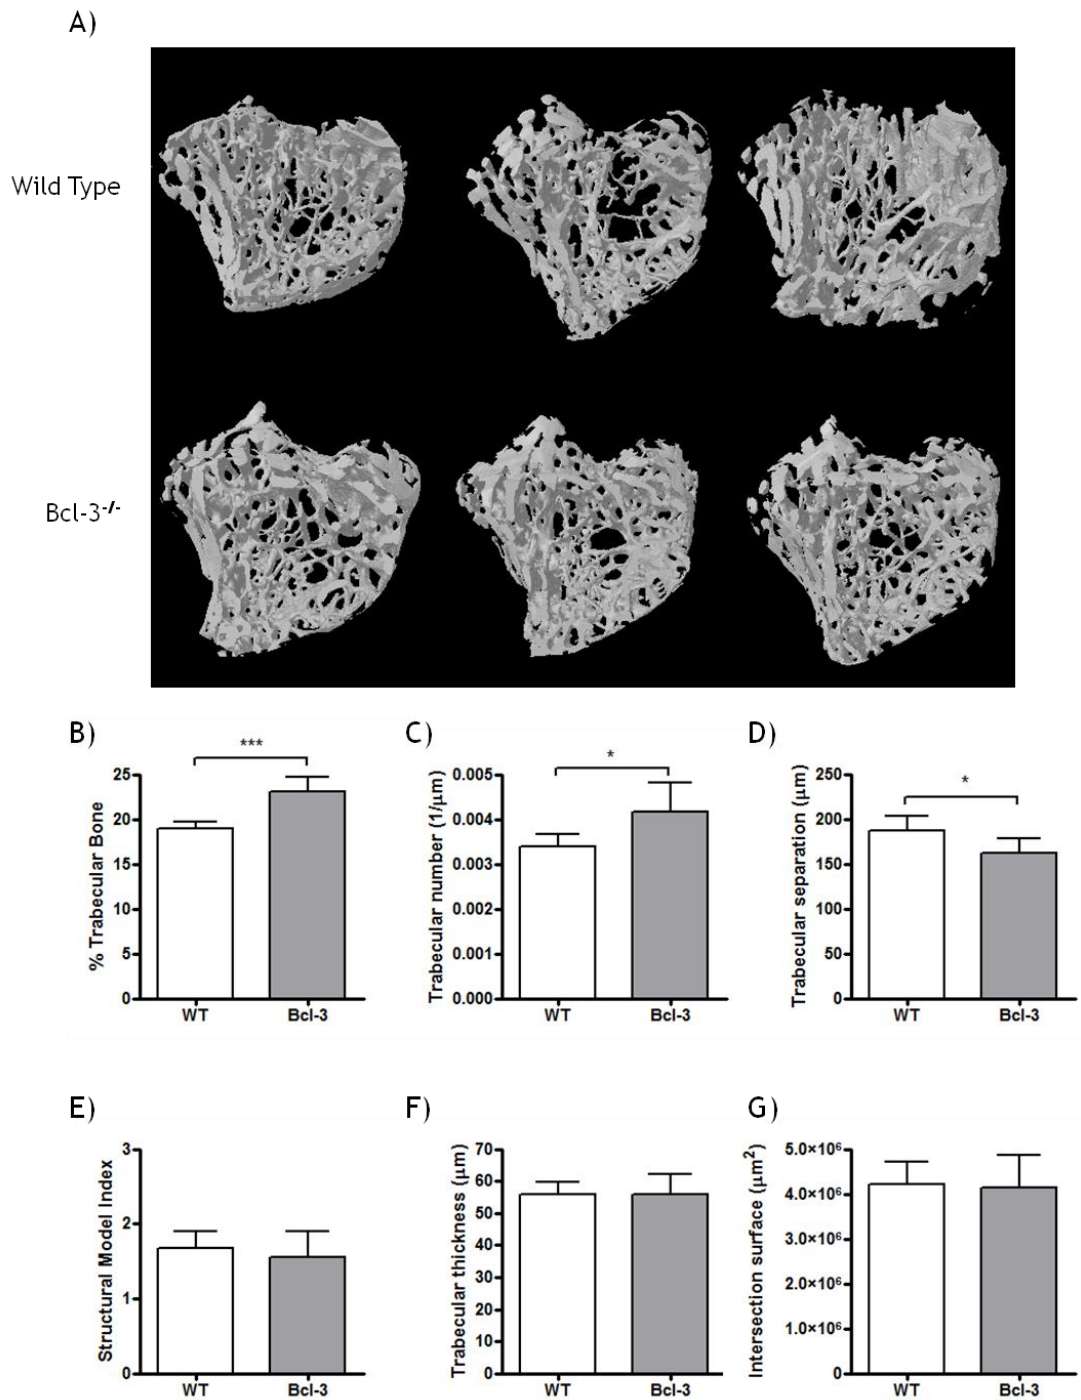 A)
Wild Type
Bcl-3-/-
B)
C)
D)
***
*
*
% Trabecular Bone
25
20
15
10
5
0
WT
Bcl-3
Trabecular number (1/μm)
0.005
0.004
0.003
0.002
0.001
0.000
WT
Bcl-3
Trabecular separation (μm)
250
200
150
100
50
0
WT
Bcl-3
E)
F)
G)
Structural Model Index
3
2
1
0
WT
Bcl-3
Trabecular thickness (μm)
70
60
50
40
30
20
10
0
WT
Bcl-3
Intersection surface (μm²)
5.0×10⁶
4.0×10⁶
3.0×10⁶
2.0×10⁶
1.0×10⁶
0
WT
Bcl-3